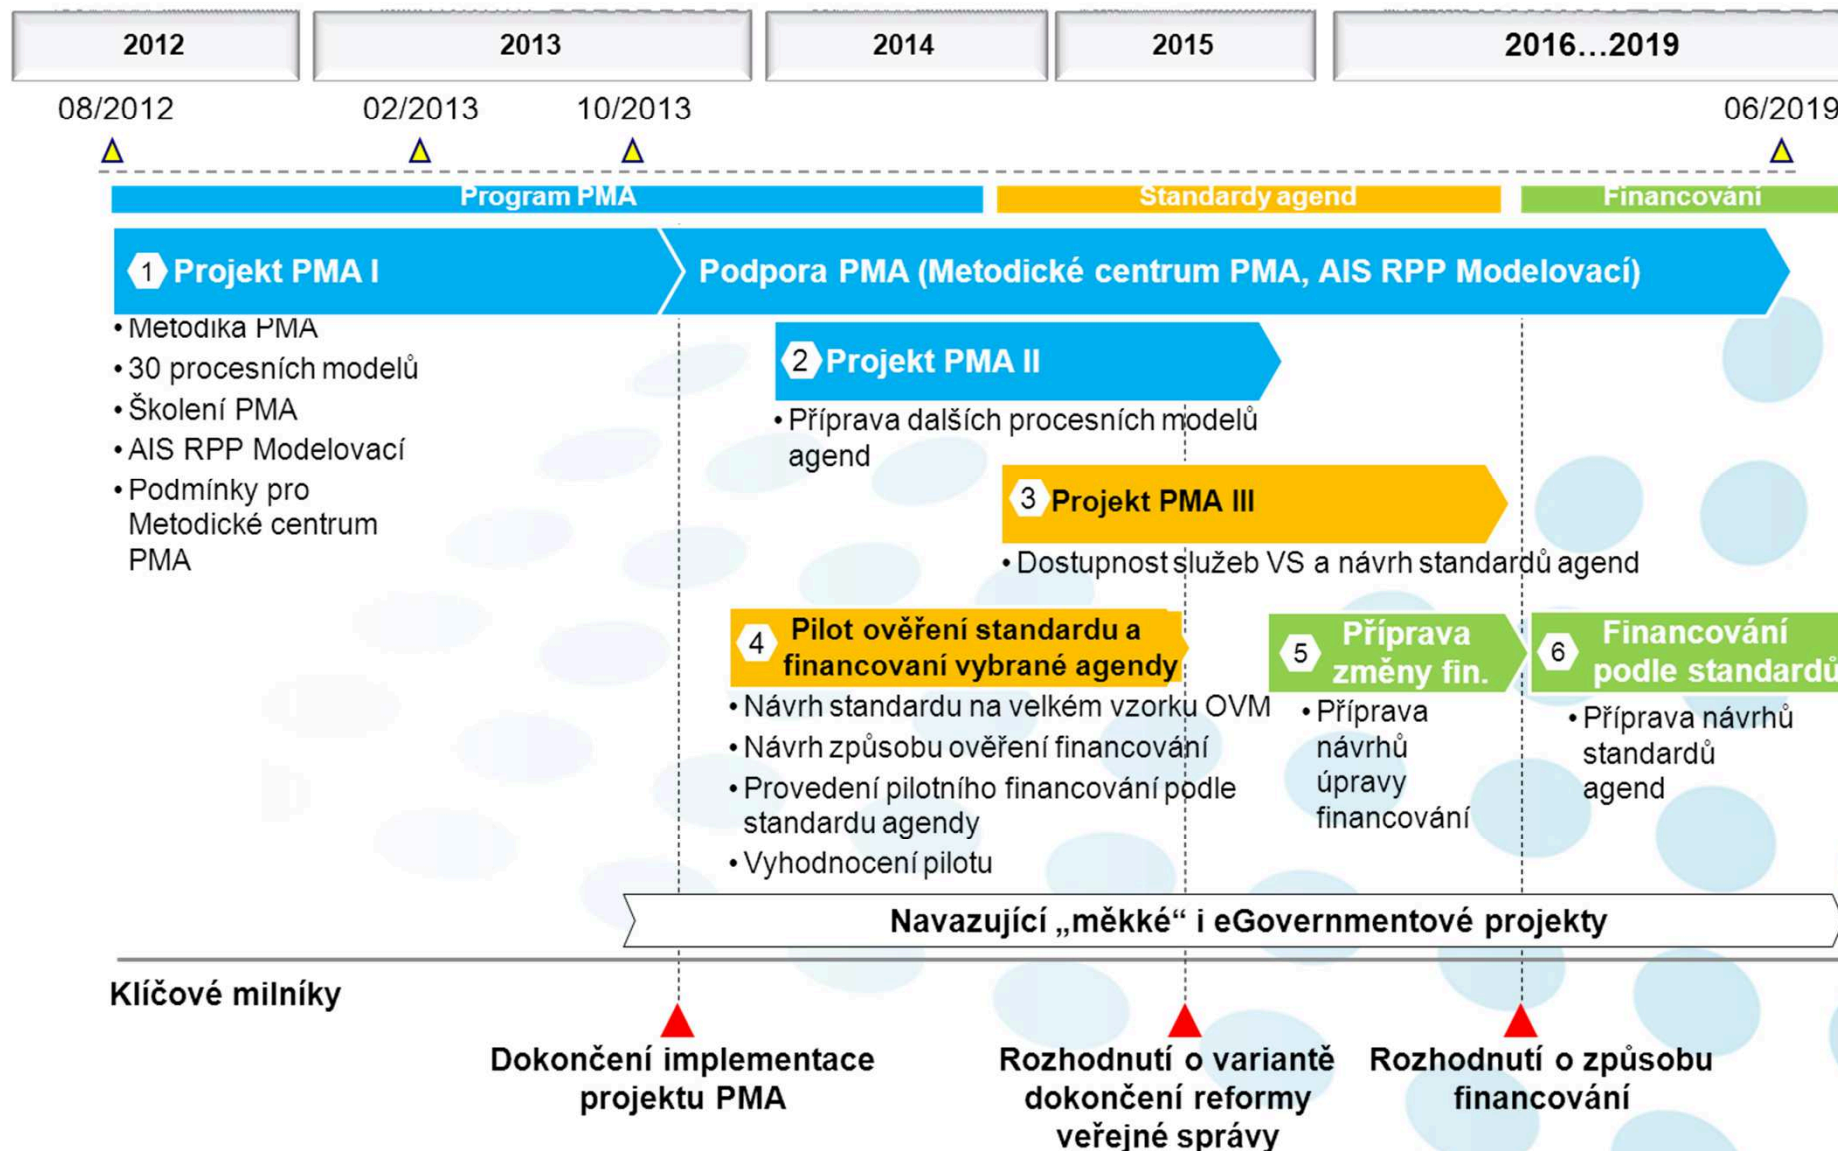 2012
2013
2014
2015
2016…2019
08/2012
02/2013
10/2013
06/2019
Program PMA
Standardy agend
Financování
1 Projekt PMA I
Podpora PMA (Metodické centrum PMA, AIS RPP Modelovací)
• Metodika PMA
• 30 procesních modelů
• Školení PMA
• AIS RPP Modelovací
• Podmínky pro
Metodické centrum
PMA
2 Projekt PMA II
• Příprava dalších procesních modelů
agend
3 Projekt PMA III
• Dostupnost služeb VS a návrh standardů agend
4 Pilot ověření standardu a
financovaní vybrané agendy
• Návrh standardu na velkém vzorku OVM
• Návrh způsobu ověření financování
• Provedení pilotního financování podle
standardu agendy
• Vyhodnocení pilotu
5 Příprava
změny fin.
• Příprava
návrhů
úpravy
financování
6 Financování
podle standardů
• Příprava návrhů
standardů
agend
Navazující „měkké“ i eGovernmentové projekty
Klíčové milníky
Dokončení implementace
projektu PMA
Rozhodnutí o variantě
dokončení reformy
veřejné správy
Rozhodnutí o způsobu
financování